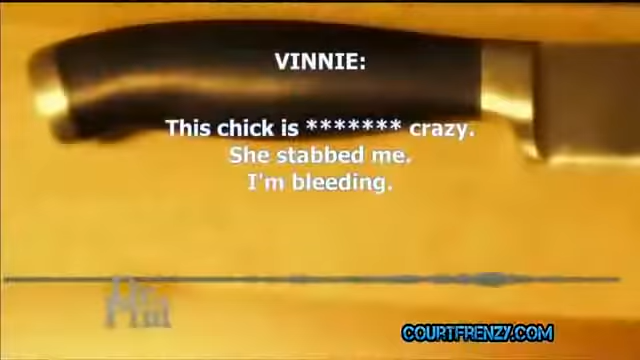 VINNIE:
This chick is ******* crazy.
She stabbed me.
I'm bleeding.
Dr.
Phil
COURTFRENZY.COM